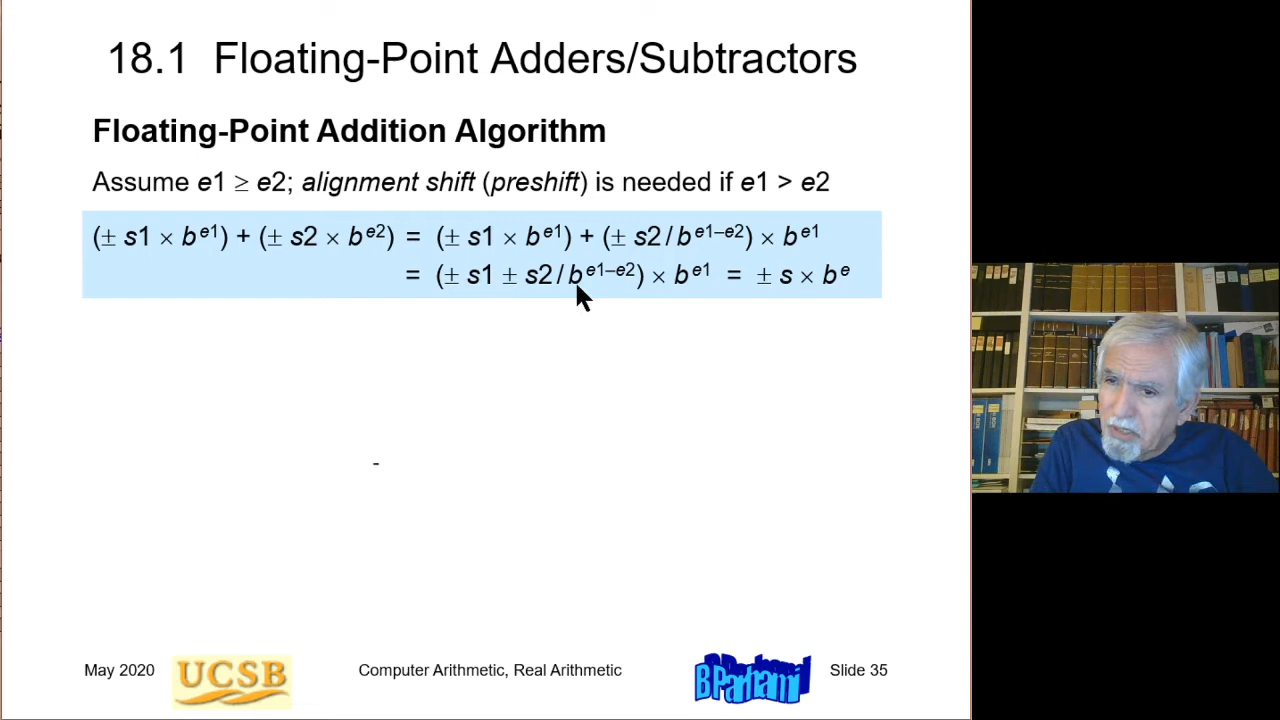 18.1 Floating-Point Adders/Subtractors
Floating-Point Addition Algorithm
Assume e1 ≥ e2; alignment shift (preshift) is needed if e1 > e2
(± s1 × b^e1) + (± s2 × b^e2) = (± s1 × b^e1) + (± s2 / b^e1–e2) × b^e1
= (± s1 ± s2 / b^e1–e2) × b^e1 = ± s × b^e
-
May 2020
UCSB
Computer Arithmetic, Real Arithmetic
B Parhami
Slide 35